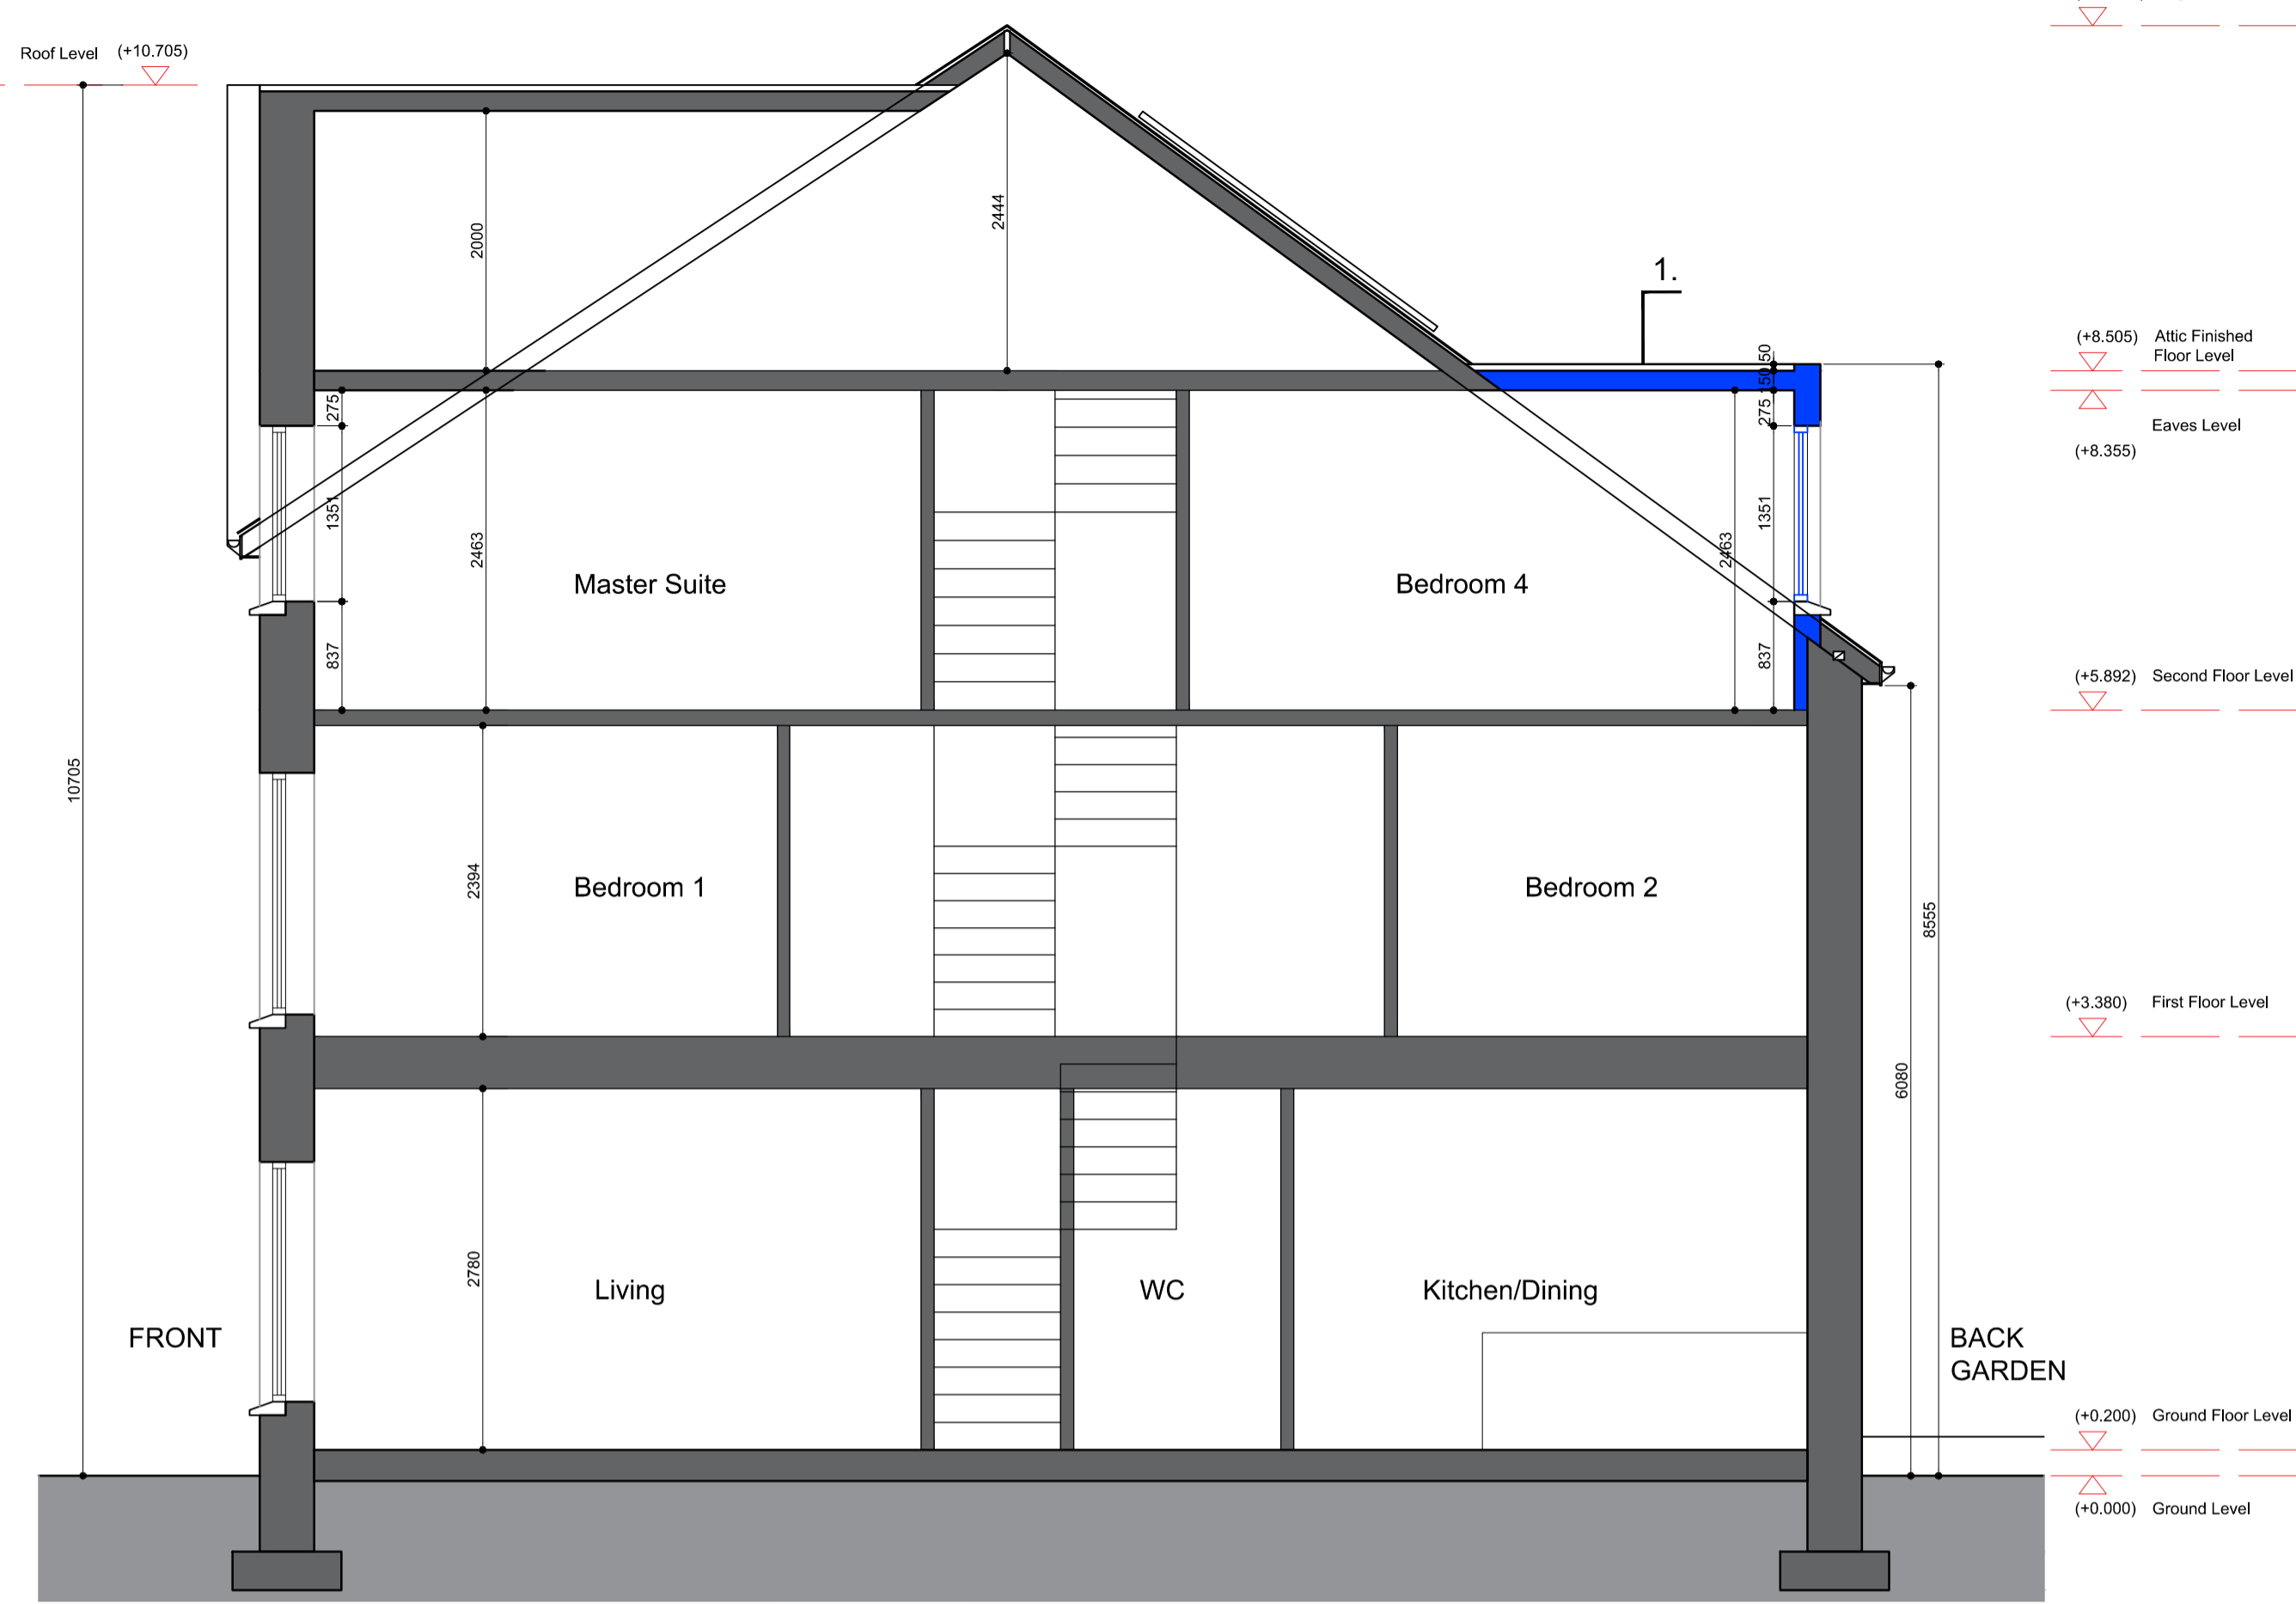 Roof Level (+10.705)
2444
2000
1.
50
150
275
275
(+8.505) Attic Finished
Floor Level
Eaves Level
(+8.355)
1351
2463
1351
2463
Master Suite
Bedroom 4
837
837
(+5.892) Second Floor Level
10705
2394
Bedroom 1
Bedroom 2
8555
(+3.380) First Floor Level
6080
2780
Living
WC
Kitchen/Dining
FRONT
BACK
GARDEN
(+0.200) Ground Floor Level
(+0.000) Ground Level